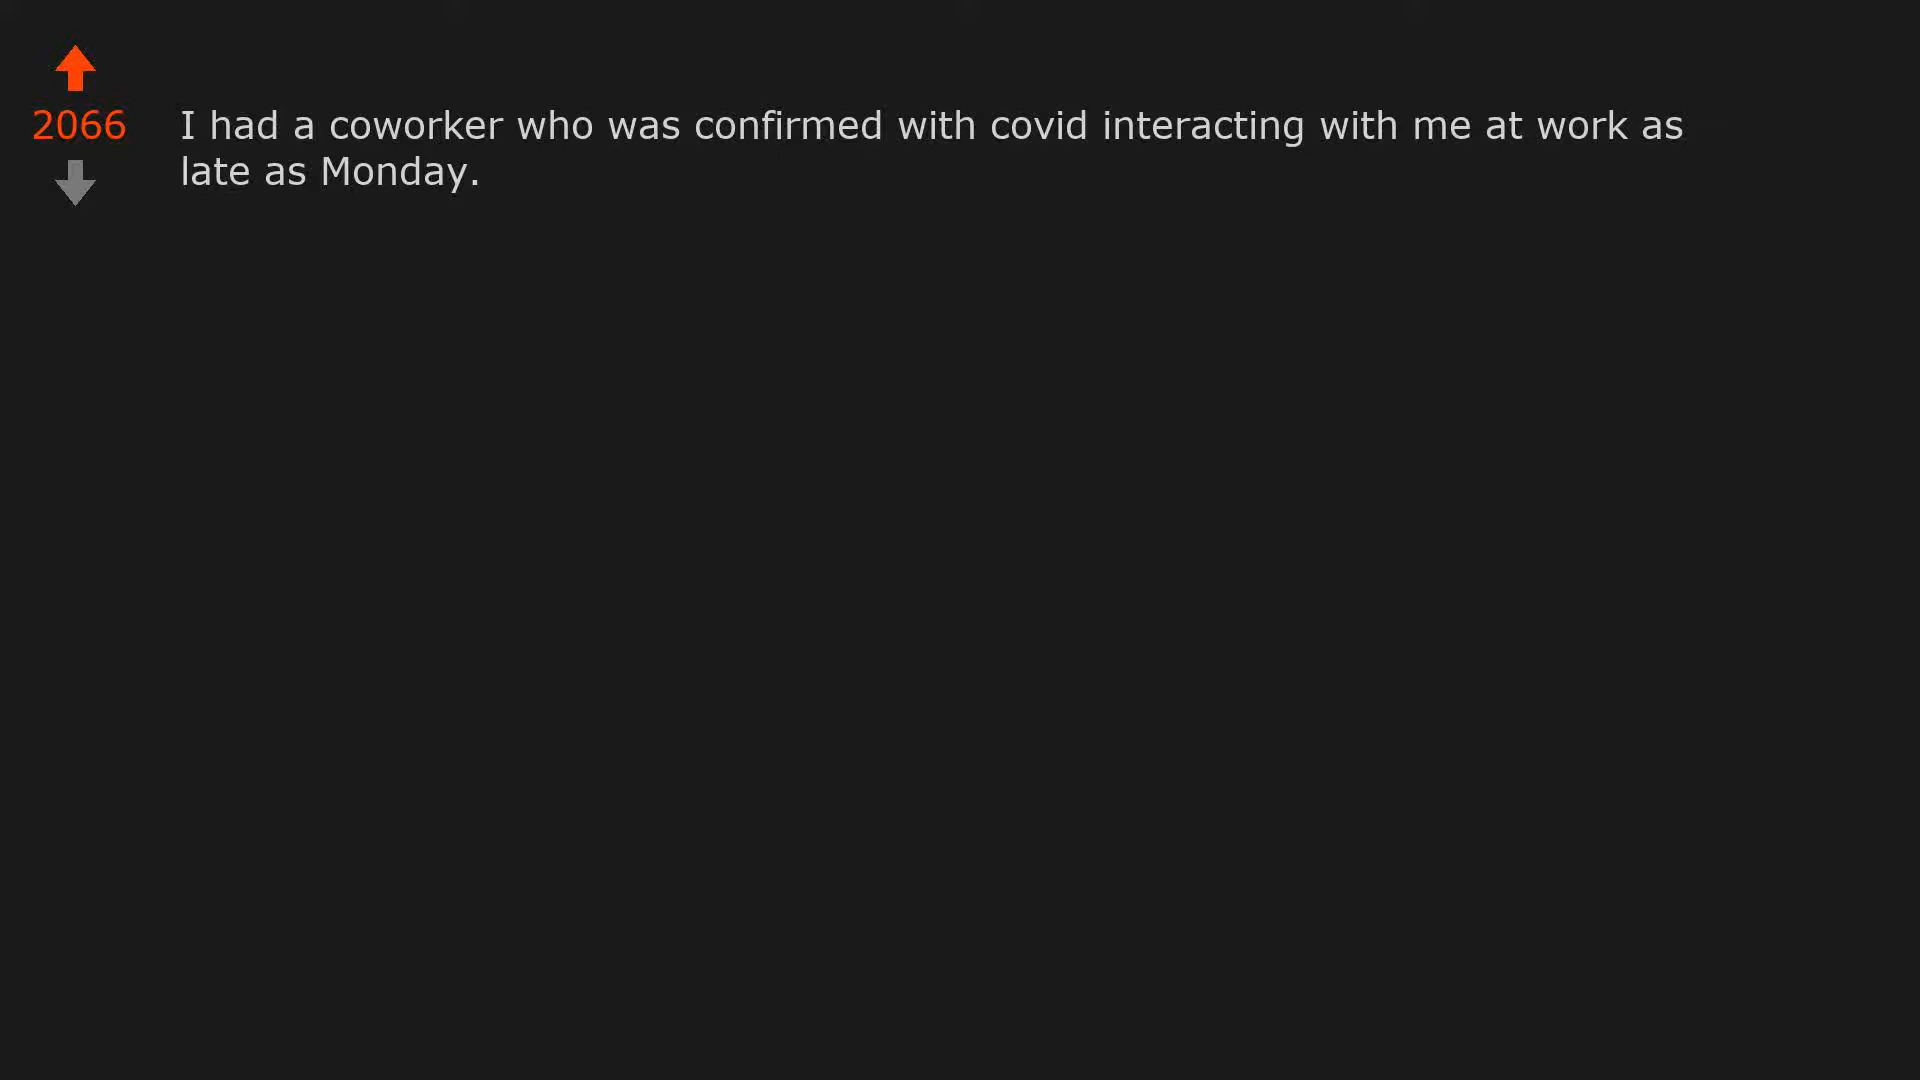 2066
I had a coworker who was confirmed with covid interacting with me at work as
late as Monday.